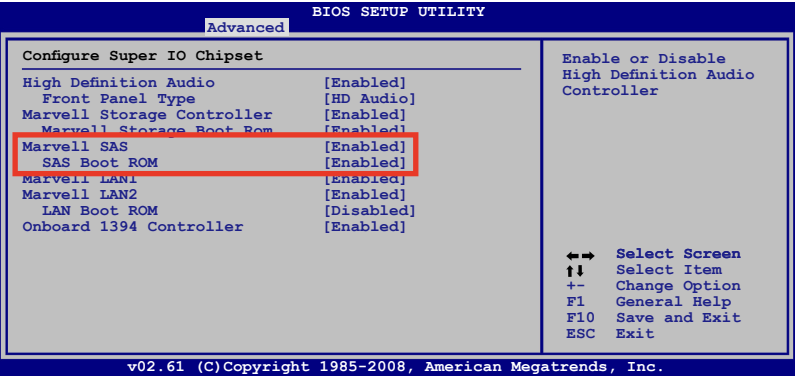 BIOS SETUP UTILITY
Advanced
Configure Super IO Chipset
High Definition Audio [Enabled]
Front Panel Type [HD Audio]
Marvell Storage Controller [Enabled]
Marvell Storage Boot Rom [Enabled]
Marvell SAS [Enabled]
SAS Boot ROM [Enabled]
Marvell LAN1 [Enabled]
Marvell LAN2 [Enabled]
LAN Boot ROM [Disabled]
Onboard 1394 Controller [Enabled]
Enable or Disable
High Definition Audio
Controller
←→ Select Screen
↑↓ Select Item
+- Change Option
F1 General Help
F10 Save and Exit
ESC Exit
v02.61 (C)Copyright 1985-2008, American Megatrends, Inc.